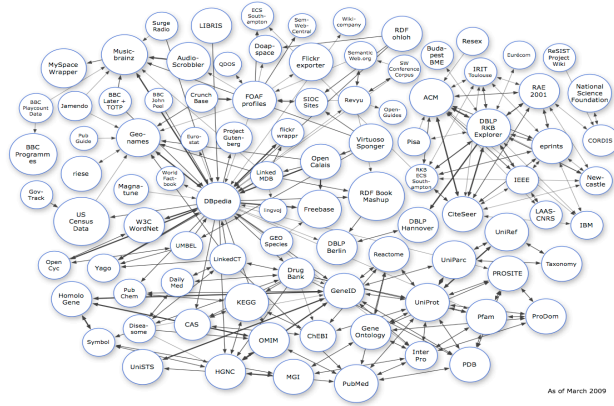 ECS
South-
ampton
Sem-
Web-
Central
Wiki-
company
Surge
Radio
LIBRIS
RDF
ohloh
Resex
Music-
brainz
Audio-
Scrobbler
Doap-
space
Flickr
exporter
Semantic
Web.org
Buda-
pest
BME
IRIT
Toulouse
Eurécom
ReSIST
Project
Wiki
MySpace
Wrapper
QDOS
SW
Conference
Corpus
RAE
2001
National
Science
Foundation
BBC
Playcount
Data
Jamendo
BBC
Later +
TOTP
BBC
John
Peel
Crunch
Base
FOAF
profiles
SIOC
Sites
Revyu
Open-
Guides
ACM
DBLP
RKB
Explorer
CORDIS
BBC
Programm
es
Pub
Guide
Geo-
names
Euro-
stat
Project
Guten-
berg
flickr
wrappr
Virtuoso
Sponger
Pisa
eprints
riese
World
Fact-
book
Open
Calais
RKB
ECS
South-
ampton
IEEE
New-
castle
Gov-
Track
Magna-
tune
Linked
MDB
RDF Book
Mashup
US
Census
Data
W3C
WordNet
DBpedia
lingvoj
Freebase
DBLP
Hannover
CiteSeer
LAAS-
CNRS
IBM
UMBEL
GEO
Species
DBLP
Berlin
UniRef
Open
Cyc
Yago
LinkedCT
Reactome
UniParc
Taxonomy
Homolo
Gene
Pub
Chem
Daily
Med
Drug
Bank
GeneID
PROSITE
KEGG
UniProt
Symbol
Disea-
some
CAS
ChEBI
Gene
Ontology
Pfam
ProDom
OMIM
Inter
Pro
UniSTS
HGNC
MGI
PubMed
PDB
As of March 2009